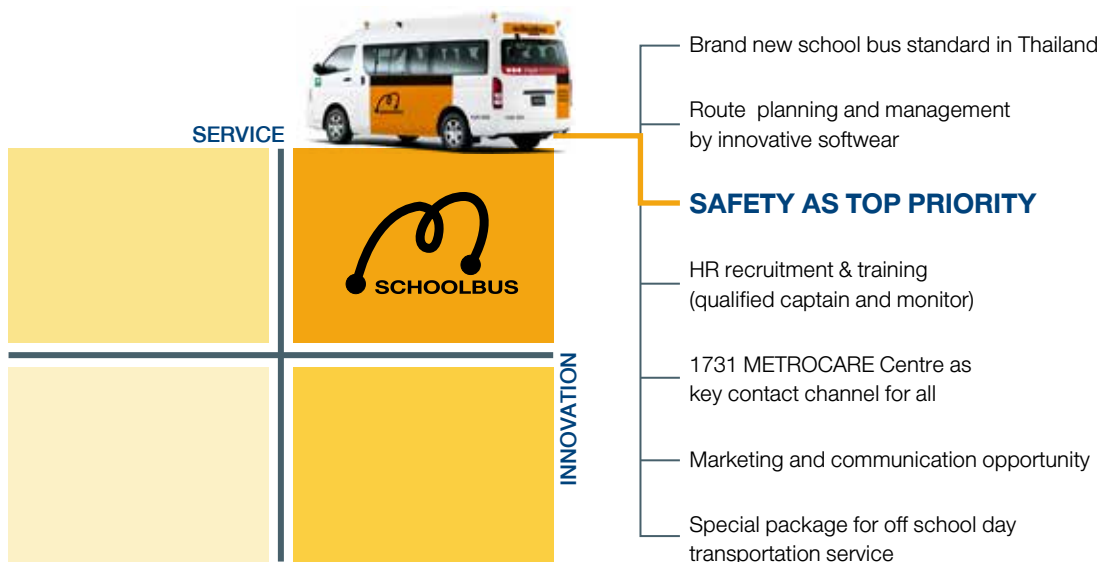 SERVICE
SCHOOLBUS
INNOVATION
Brand new school bus standard in Thailand
Route planning and management
by innovative softwear
SAFETY AS TOP PRIORITY
HR recruitment & training
(qualified captain and monitor)
1731 METROCARE Centre as
key contact channel for all
Marketing and communication opportunity
Special package for off school day
transportation service